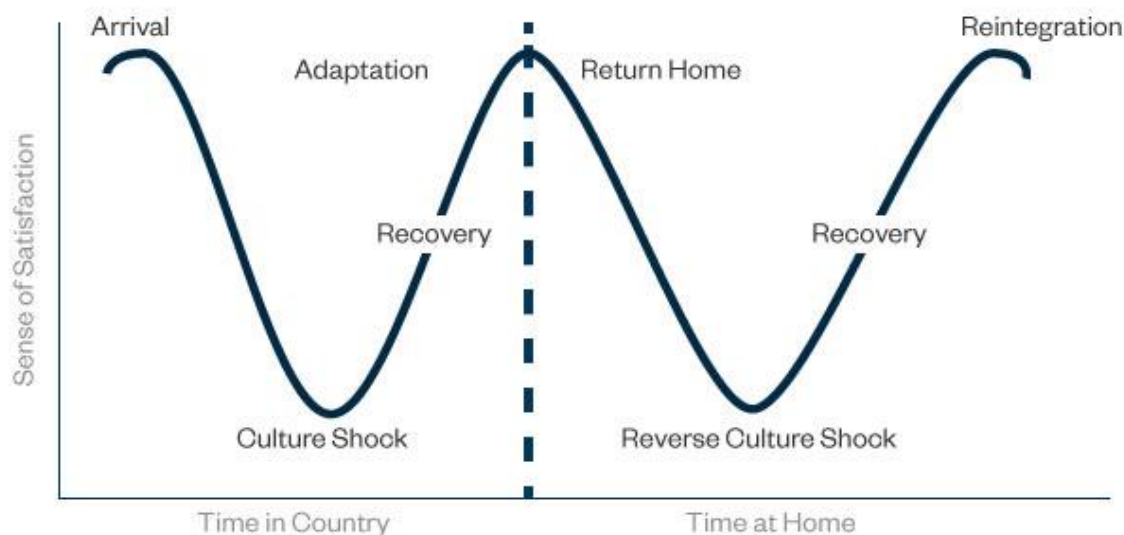 Arrival
Reintegration
Adaptation
Return Home
Sense of Satisfaction
Recovery
Recovery
Culture Shock
Reverse Culture Shock
Time in Country
Time at Home